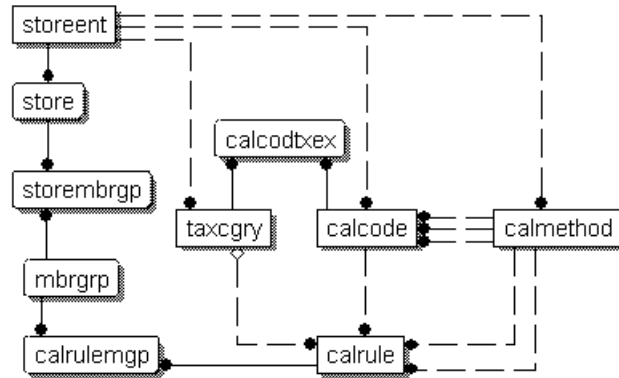 storeent
store
calcodtxex
storembrgp
taxcgry
calcode
calmethod
mbrgrp
calrulemgp
calrule